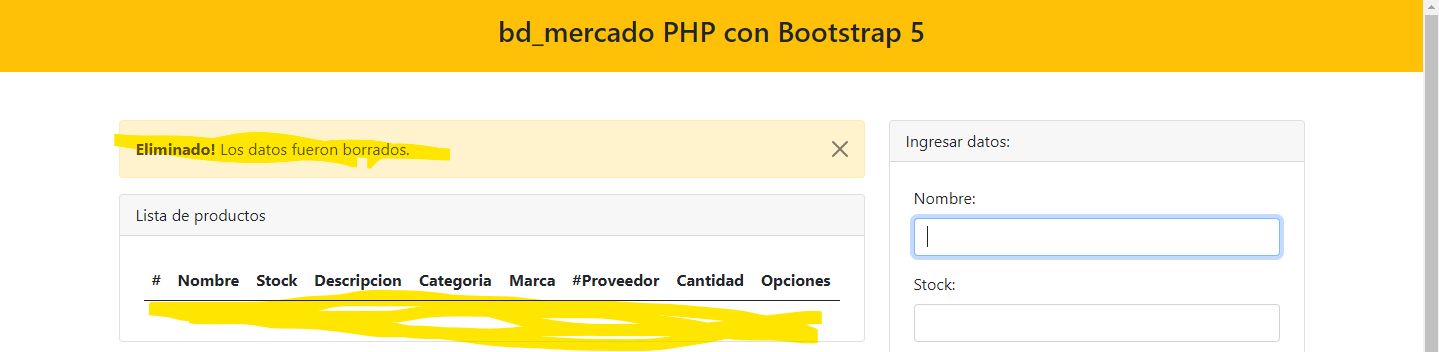 bd_mercado PHP con Bootstrap 5
Eliminado! Los datos fueron borrados.
Lista de productos
# Nombre Stock Descripcion Categoria Marca #Proveedor Cantidad Opciones
Ingresar datos:
Nombre:
Stock: